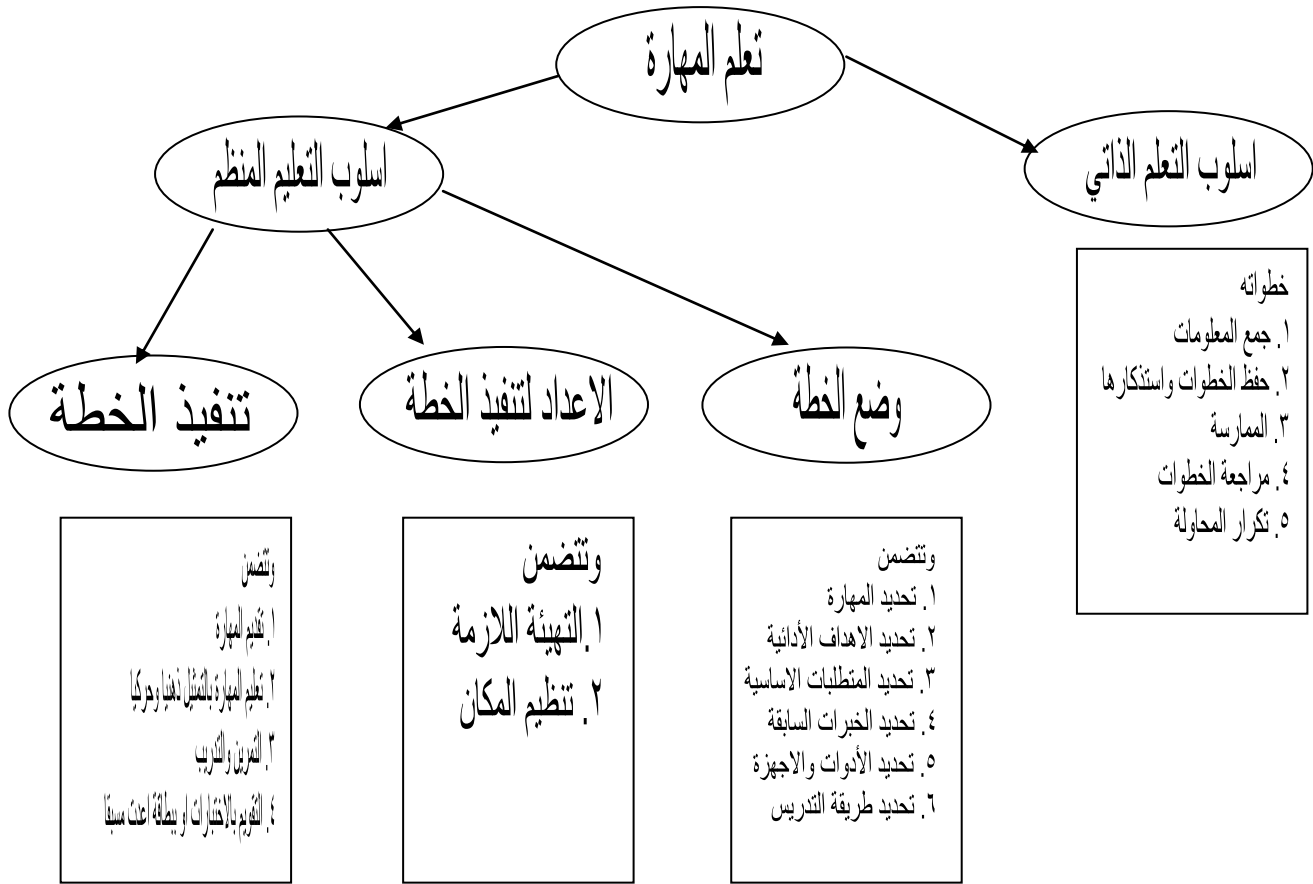 تعلم المهارة
اسلوب التعلم الذاتي
اسلوب التعليم المنظم
خطواته
١. جمع المعلومات
٢. حفظ الخطوات واستذكارها
٣. الممارسة
٤. مراجعة الخطوات
٥. تكرار المحاولة
وضع الخطة
الاعداد لتنفيذ الخطة
تنفيذ الخطة
وتتضمن
١. تحديد المهارة
٢. تحديد الاهداف الأدائية
٣. تحديد المتطلبات الاساسية
٤. تحديد الخبرات السابقة
٥. تحديد الأدوات والاجهزة
٦. تحديد طريقة التدريس
وتتضمن
١. التهيئة اللازمة
٢. تنظيم المكان
وتتضمن
١. تقديم المهارة
٢. تعليم المهارة بالتمثيل ذهنيا وحركيا
٣. التمرين والتدريب
٤. التقويم بالاختبارات او ببطاقة اعدت مسبقا